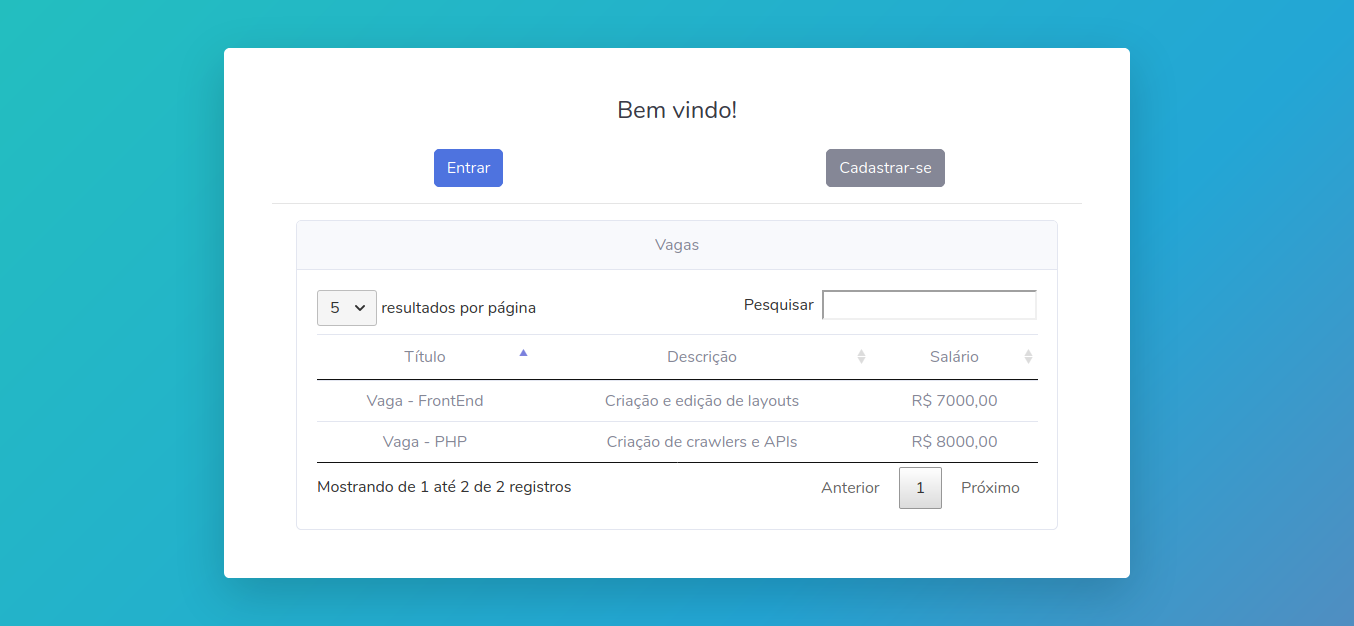 Bem vindo!
Entrar Cadastrar-se
Vagas
5 resultados por página Pesquisar
Título Descrição Salário
Vaga - FrontEnd Criação e edição de layouts R$ 7000,00
Vaga - PHP Criação de crawlers e APIs R$ 8000,00
Mostrando de 1 até 2 de 2 registros Anterior 1 Próximo